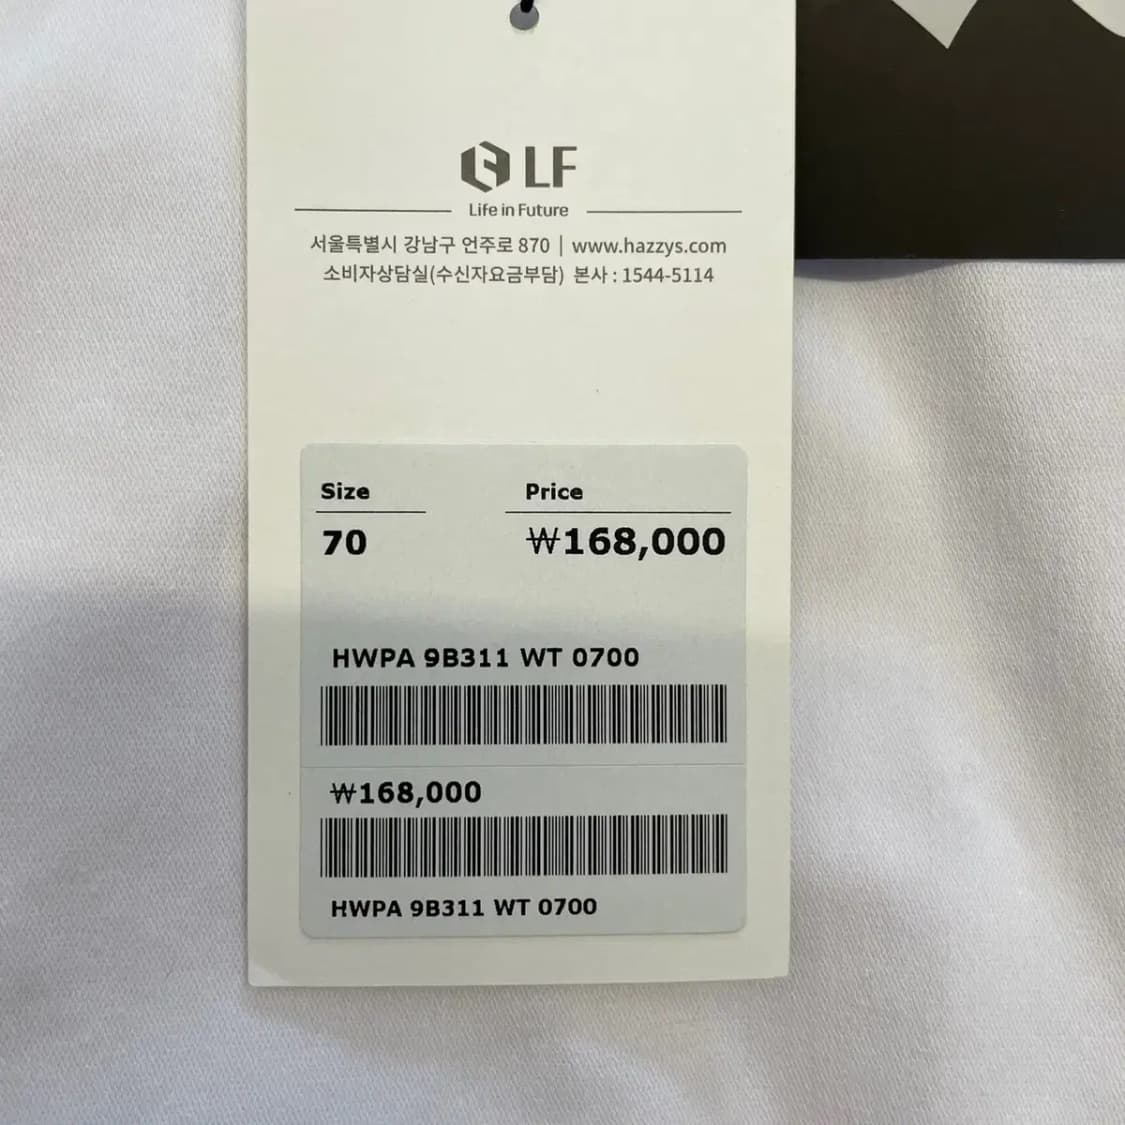 LF
Life in Future
서울특별시 강남구 언주로 870 | www.hazzys.com
소비자상담실(수신자요금부담) 본사 : 1544-5114
Size Price
70 ₩168,000
HWPA 9B311 WT 0700
₩168,000
HWPA 9B311 WT 0700